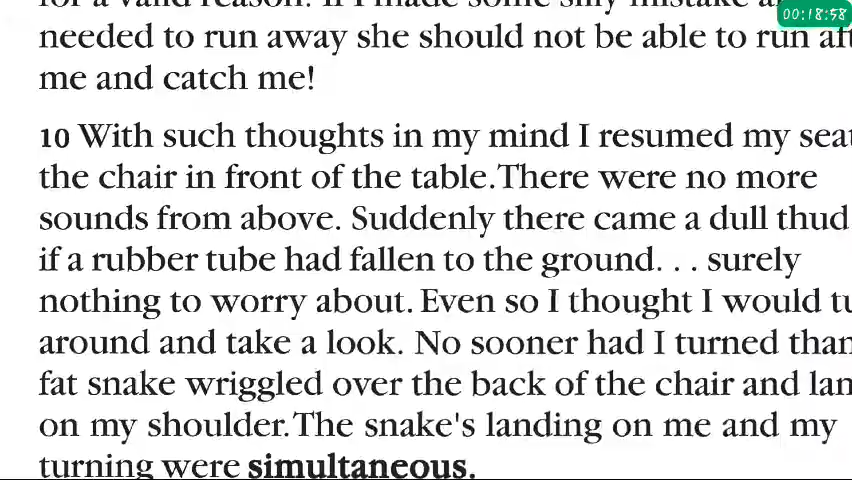 needed to run away she should not be able to run
me and catch me!
10 With such thoughts in my mind I resumed my
the chair in front of the table.There were no more
sounds from above. Suddenly there came a dull thud
if a rubber tube had fallen to the ground. . . surely
nothing to worry about. Even so I thought I would
around and take a look. No sooner had I turned
fat snake wriggled over the back of the chair and
on my shoulder.The snake's landing on me and my
turning were simultaneous.
00:18:58